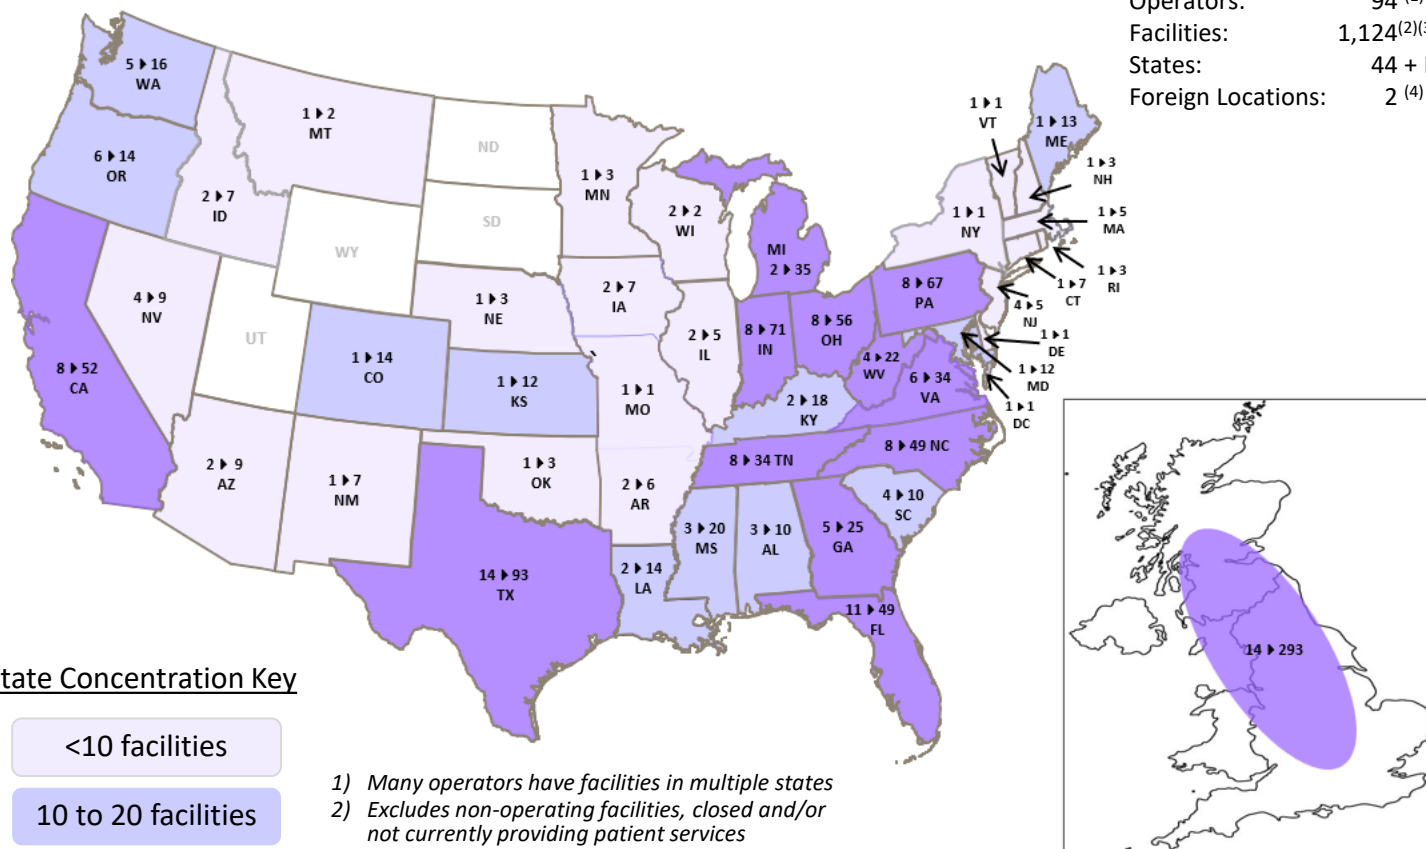 Operators: 94
Facilities: 1,124(2)(3
States: 44 +
Foreign Locations: 2 (4)
5 ▶ 16
WA
6 ▶ 14
OR
8 ▶ 52
CA
4 ▶ 9
NV
2 ▶ 7
ID
1 ▶ 2
MT
WY
UT
2 ▶ 9
AZ
1 ▶ 14
CO
1 ▶ 7
NM
ND
SD
1 ▶ 3
NE
1 ▶ 12
KS
1 ▶ 3
OK
14 ▶ 93
TX
1 ▶ 3
MN
2 ▶ 7
IA
1 ▶ 1
MO
2 ▶ 6
AR
2 ▶ 14
LA
2 ▶ 2
WI
2 ▶ 5
IL
MI
2 ▶ 35
8 ▶ 71
IN
8 ▶ 56
OH
2 ▶ 18
KY
8 ▶ 34 TN
3 ▶ 20
MS
3 ▶ 10
AL
5 ▶ 25
GA
11 ▶ 49
FL
4 ▶ 10
SC
8 ▶ 49 NC
6 ▶ 34
VA
4 ▶ 22
WV
8 ▶ 67
PA
1 ▶ 1
NY
1 ▶ 1
VT
1 ▶ 13
ME
1 ▶ 3
NH
1 ▶ 5
MA
1 ▶ 3
RI
1 ▶ 7
CT
4 ▶ 5
NJ
1 ▶ 1
DE
1 ▶ 12
MD
1 ▶ 1
DC
14 ▶ 293
tate Concentration Key
<10 facilities
10 to 20 facilities
1) Many operators have facilities in multiple states
2) Excludes non-operating facilities, closed and/or
not currently providing patient services